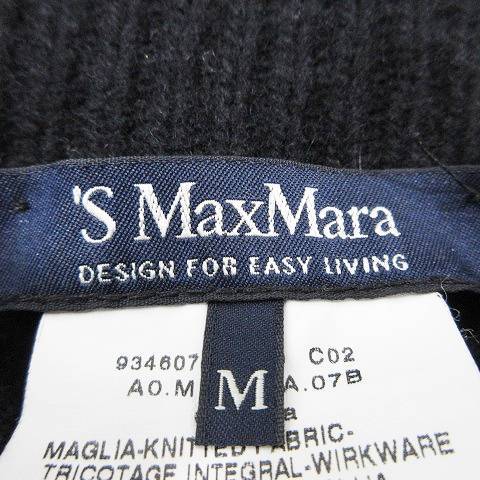 'S MaxMara
DESIGN FOR EASY LIVING
M
934607 C02
A0.M A.07B
MAGLIA-KNITTED FABRIC-
TRICOTAGE INTEGRAL-WIRKWARE